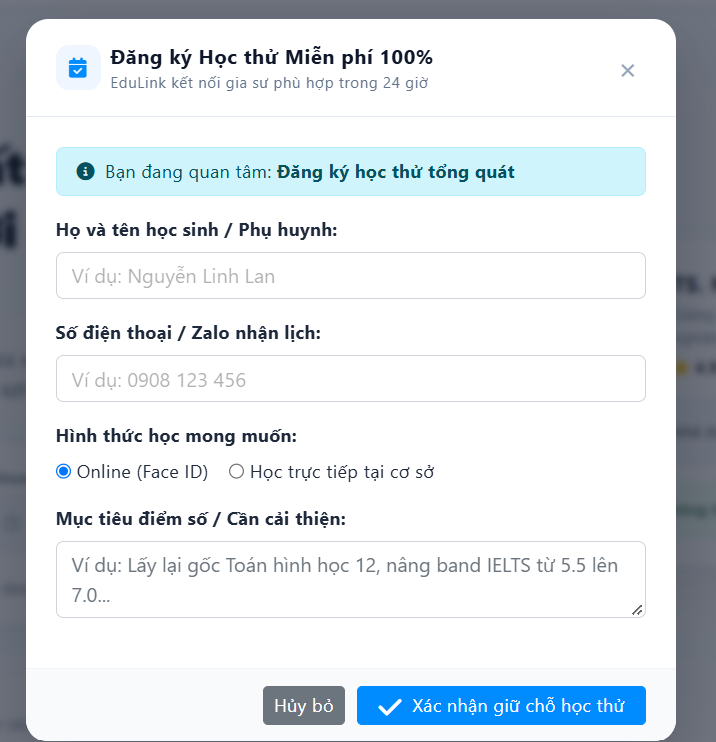 Đăng ký Học thử Miễn phí 100%
EduLink kết nối gia sư phù hợp trong 24 giờ
Bạn đang quan tâm: Đăng ký học thử tổng quát
Họ và tên học sinh / Phụ huynh:
Ví dụ: Nguyễn Linh Lan
Số điện thoại / Zalo nhận lịch:
Ví dụ: 0908 123 456
Hình thức học mong muốn:
Online (Face ID) Học trực tiếp tại cơ sở
Mục tiêu điểm số / Cần cải thiện:
Ví dụ: Lấy lại gốc Toán hình học 12, nâng band IELTS từ 5.5 lên
7.0...
Hủy bỏ Xác nhận giữ chỗ học thử